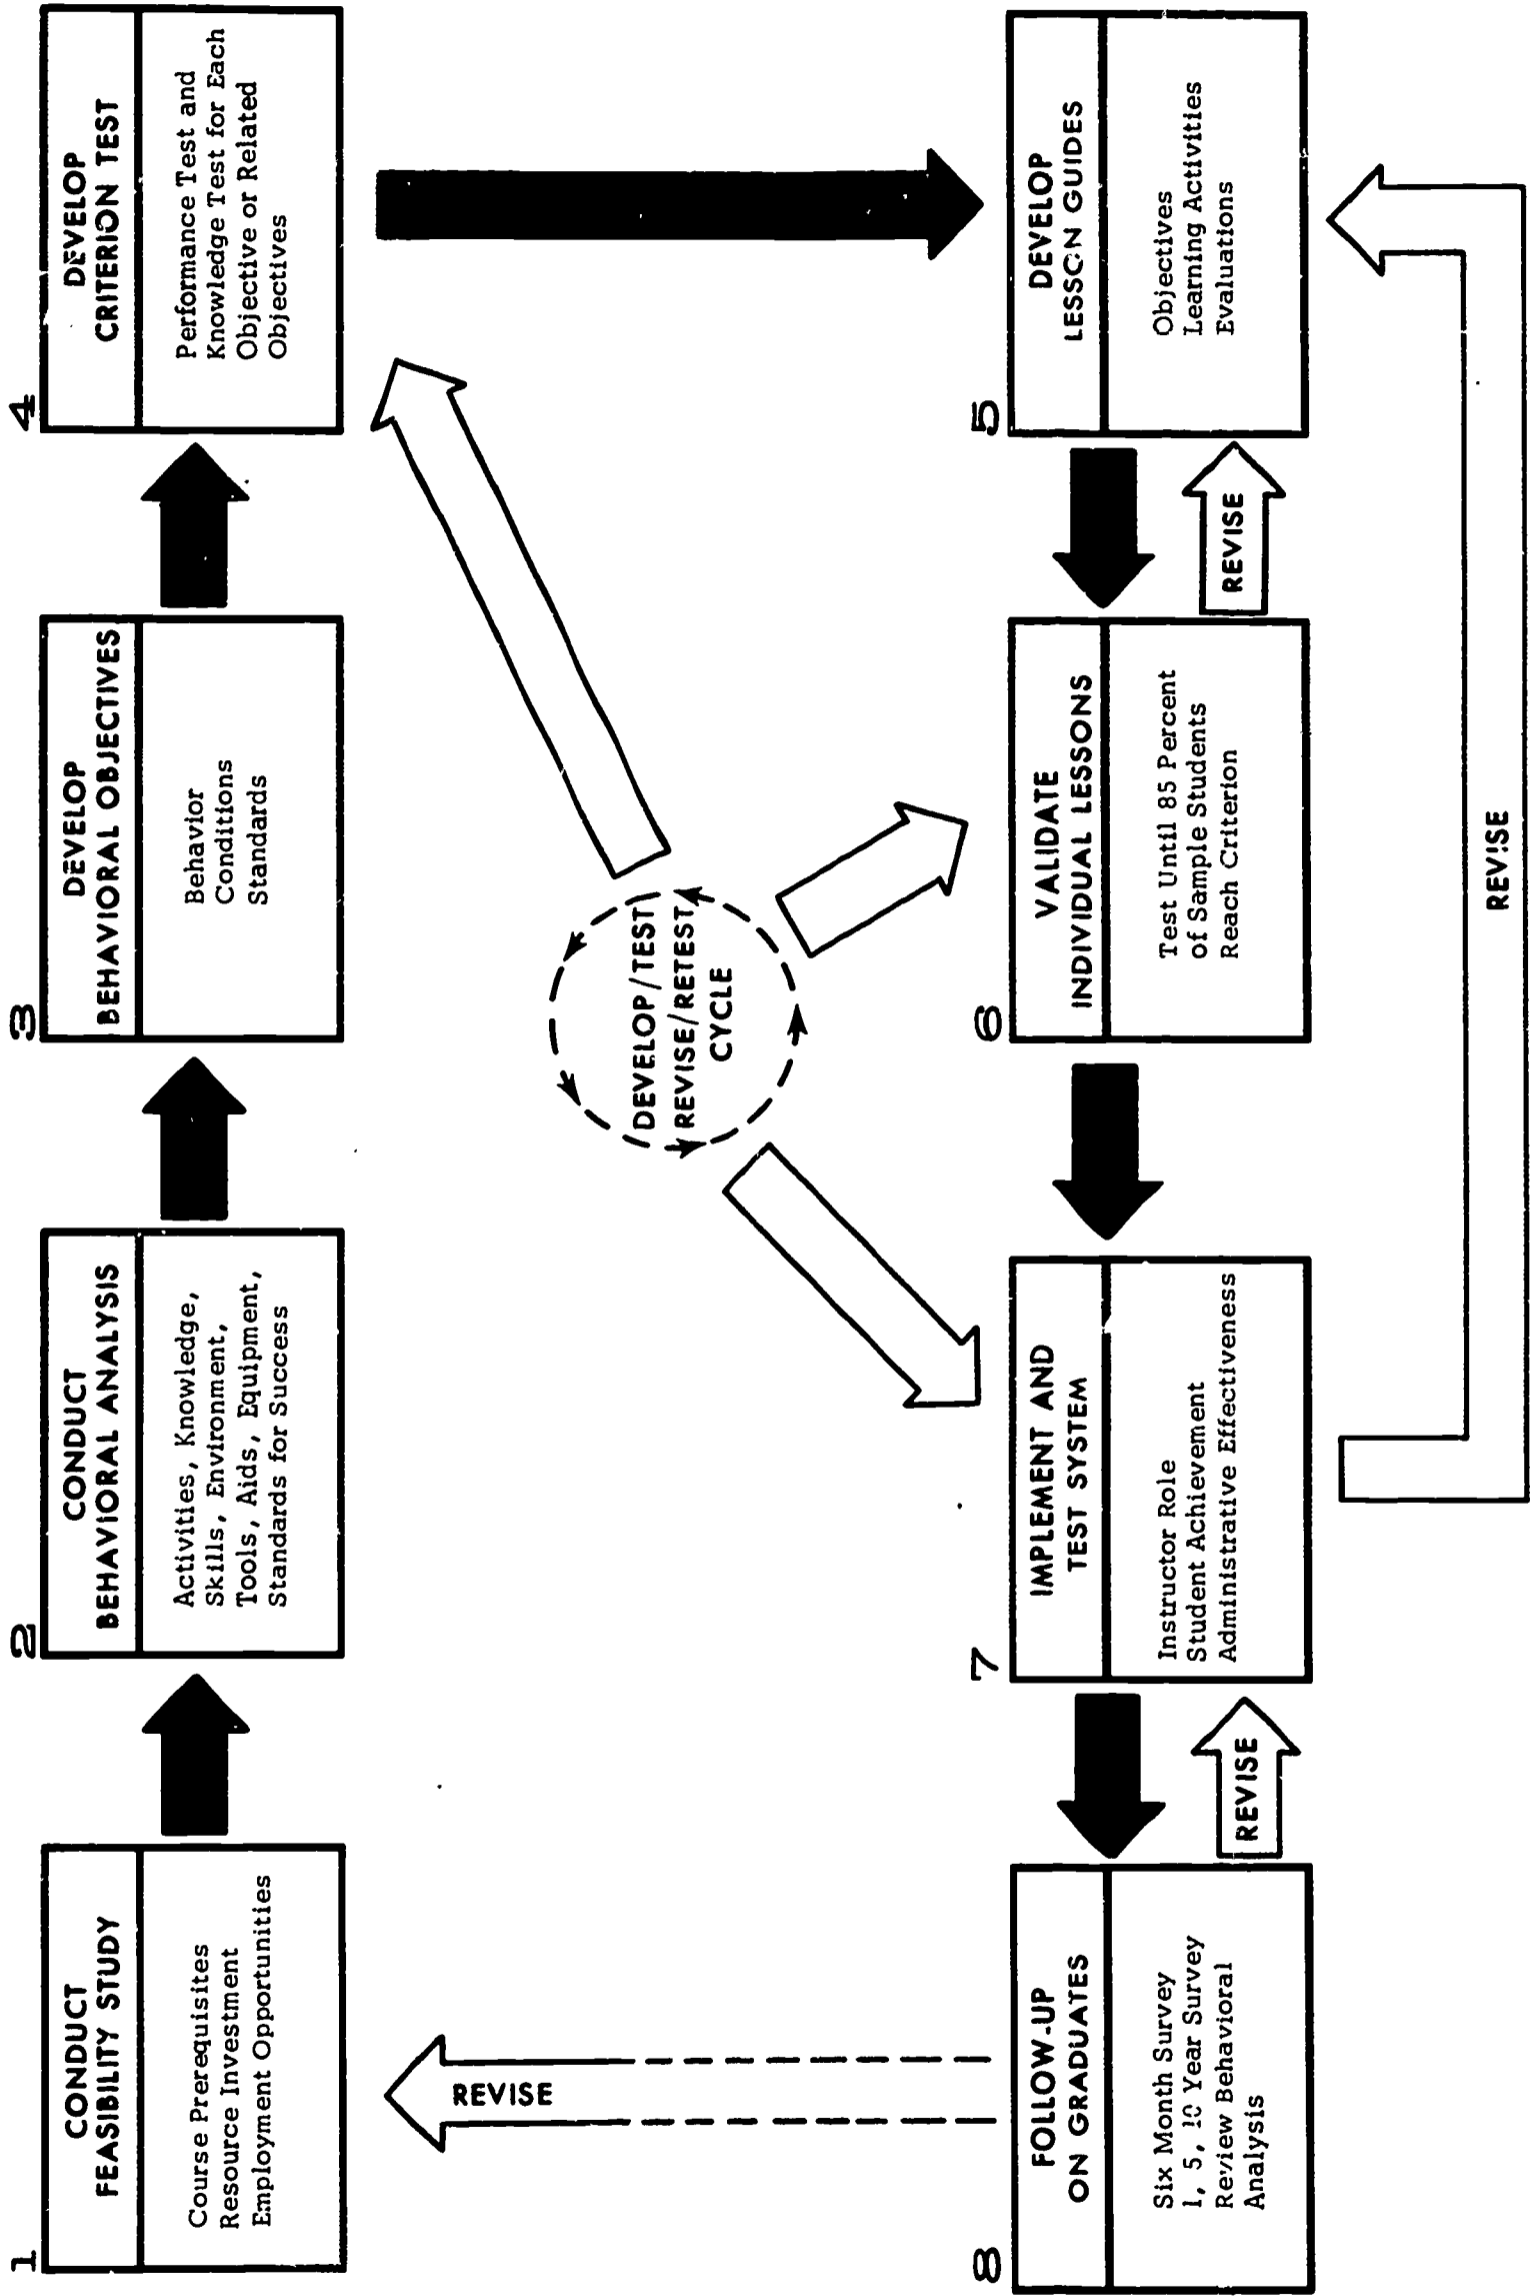 1
CONDUCT
FEASIBILITY STUDY
Course Prerequisites
Resource Investment
Employment Opportunities
2
CONDUCT
BEHAVIORAL ANALYSIS
Activities, Knowledge,
Skills, Environment,
Tools, Aids, Equipment,
Standards for Success
3
DEVELOP
BEHAVIORAL OBJECTIVES
Behavior
Conditions
Standards
4
DEVELOP
CRITERION TEST
Performance Test and
Knowledge Test for Each
Objective or Related
Objectives
REVISE
DEVELOP/TEST
REVISE/RETEST
CYCLE
8
FOLLOW-UP
ON GRADUATES
Six Month Survey
1, 5, 10 Year Survey
Review Behavioral
Analysis
REVISE
7
IMPLEMENT AND
TEST SYSTEM
Instructor Role
Student Achievement
Administrative Effectiveness
6
VALIDATE
INDIVIDUAL LESSONS
Test Until 85 Percent
of Sample Students
Reach Criterion
REVISE
5
DEVELOP
LESSON GUIDES
Objectives
Learning Activities
Evaluations
REVISE